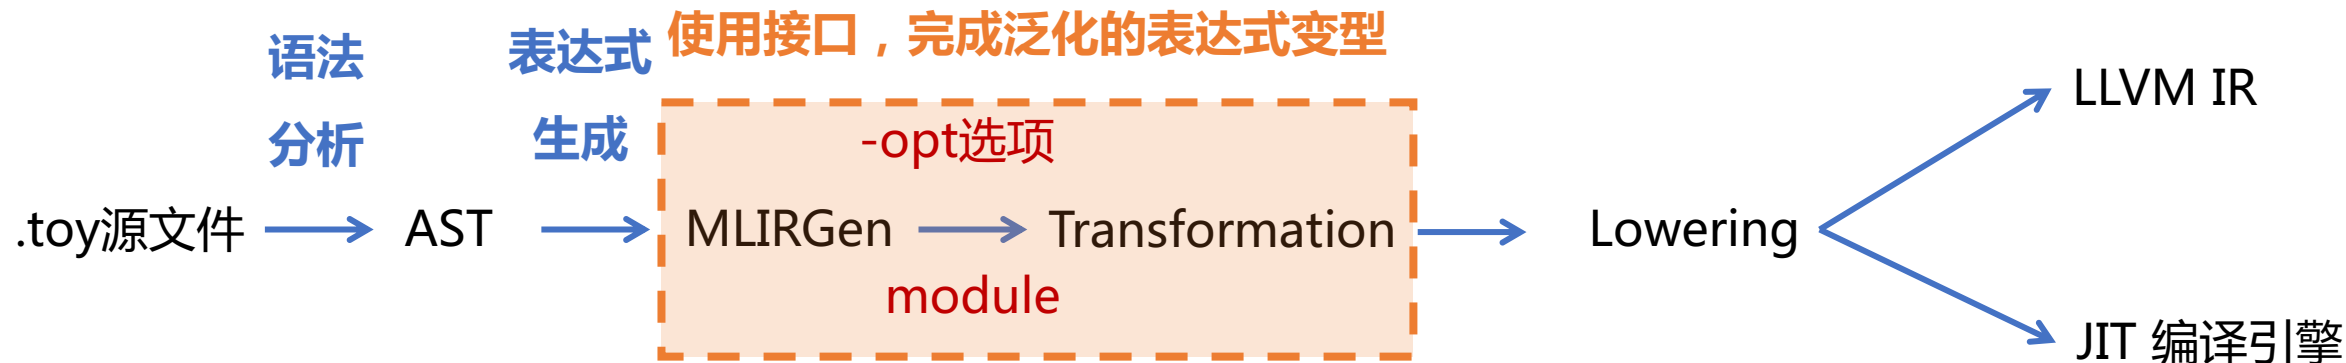 语法
分析
表达式
生成
使用接口，完成泛化的表达式变型
-opt选项
.toy源文件
AST
MLIRGen
Transformation
module
Lowering
LLVM IR
JIT 编译引擎